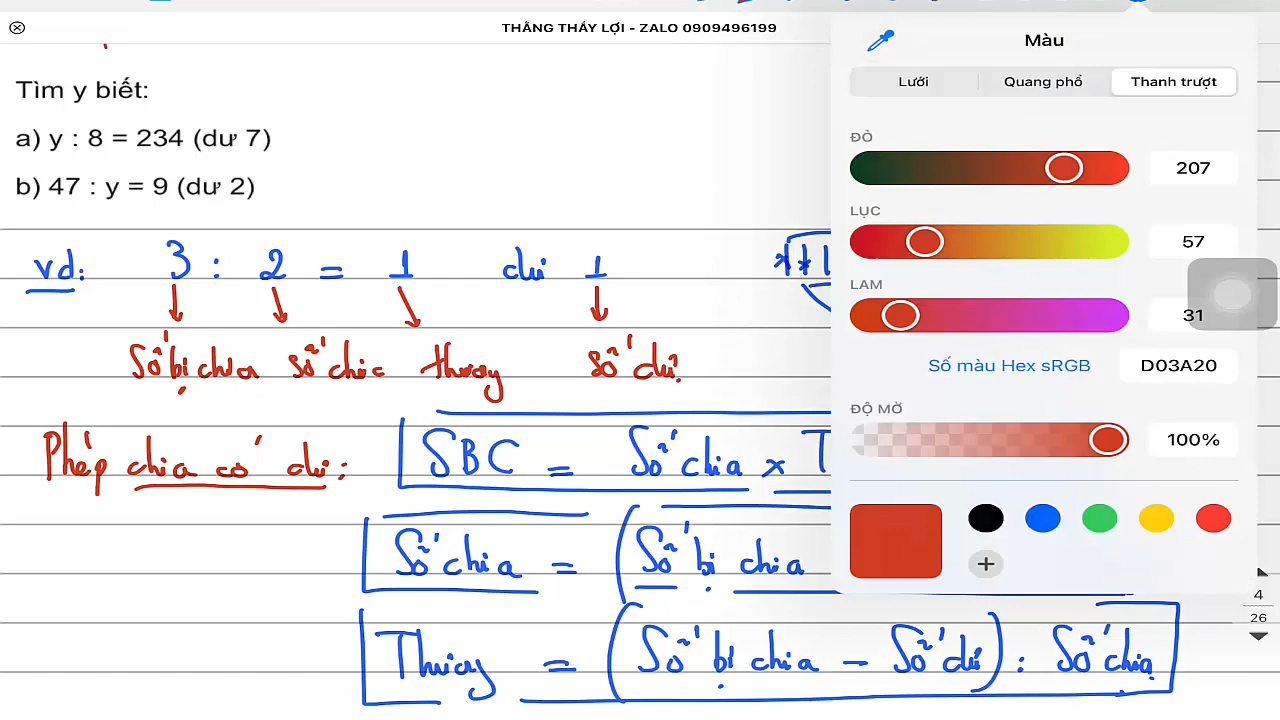 THẰNG THẦY LỢI - ZALO 0909496199
Tìm y biết:
a) y : 8 = 234 (dư 7)
b) 47 : y = 9 (dư 2)
vd: 3 : 2 = 1 dư 1
Số bị chia số chia thương số dư.
Phép chia có dư:
SBC = Số chia x T
Số chia = (Số bị chia
Thương = (Số bị chia - Số dư) : Số chia
Màu
Lưới Quang phổ Thanh trượt
ĐỎ
207
LỤC
57
LAM
31
Số màu Hex sRGB D03A20
ĐỘ MỜ
100%
+
4
26